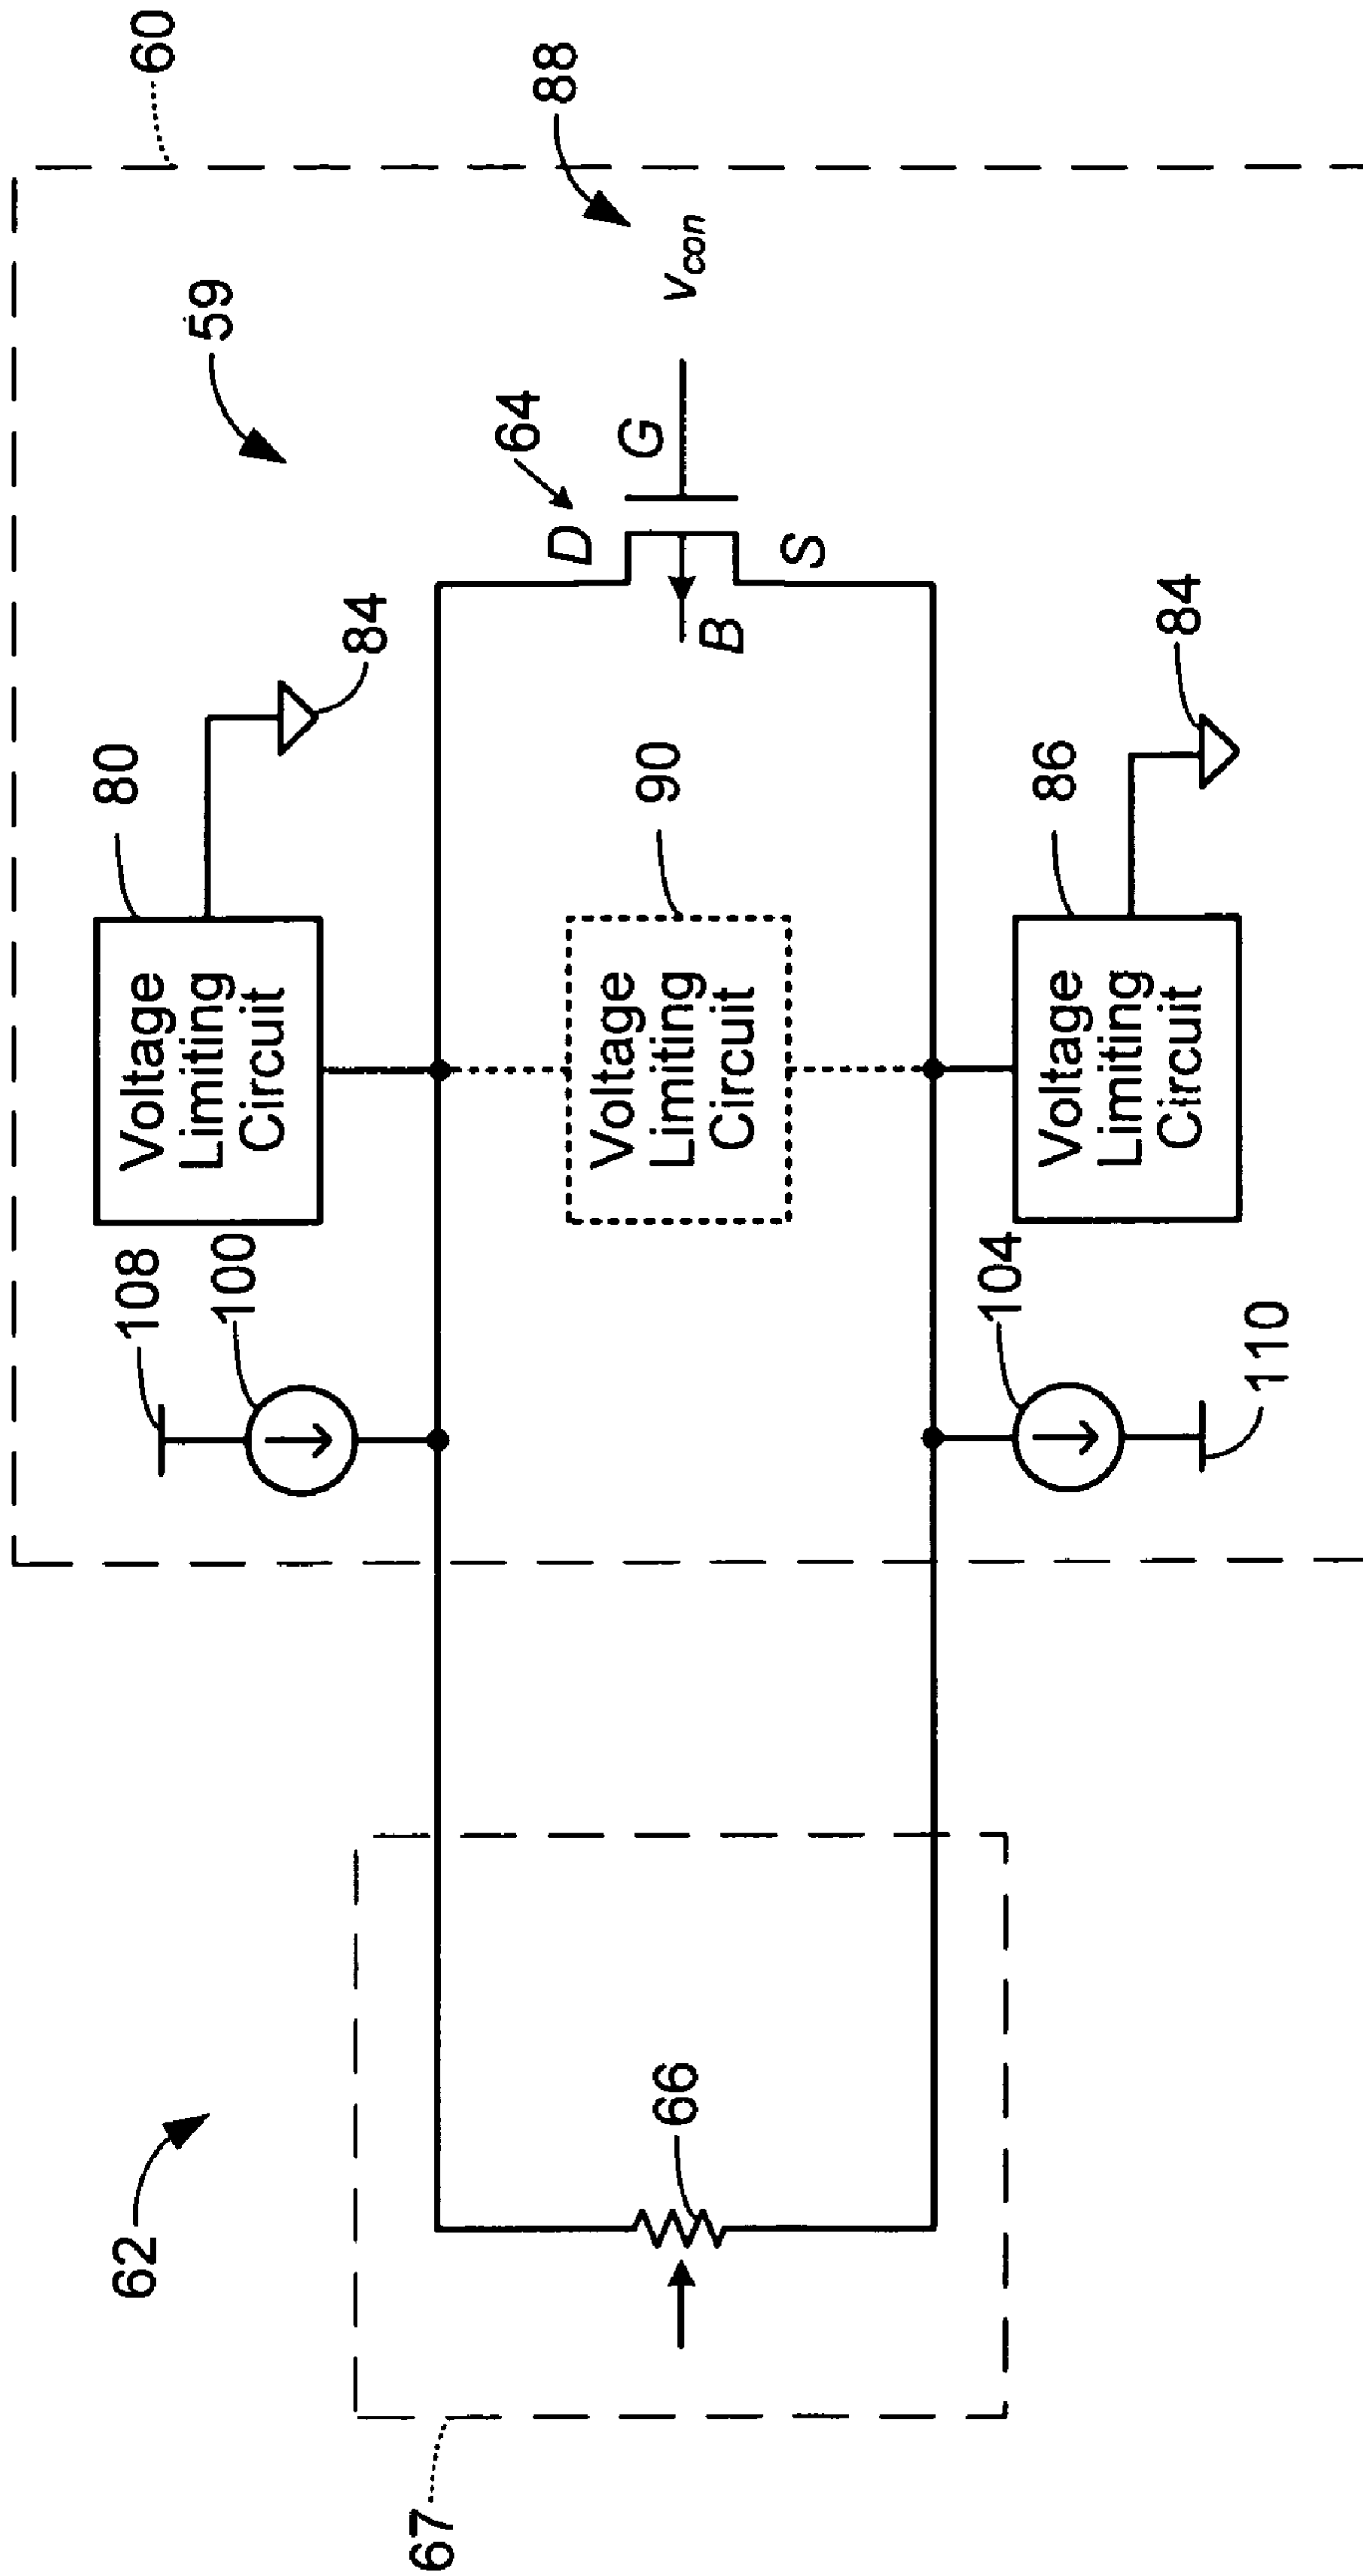 62
108
80
60
Voltage
Limiting
Circuit
100
59
84
67
64
88
D
G
66
90
Voltage
Limiting
Circuit
v_con
B
S
104
86
Voltage
Limiting
Circuit
84
110